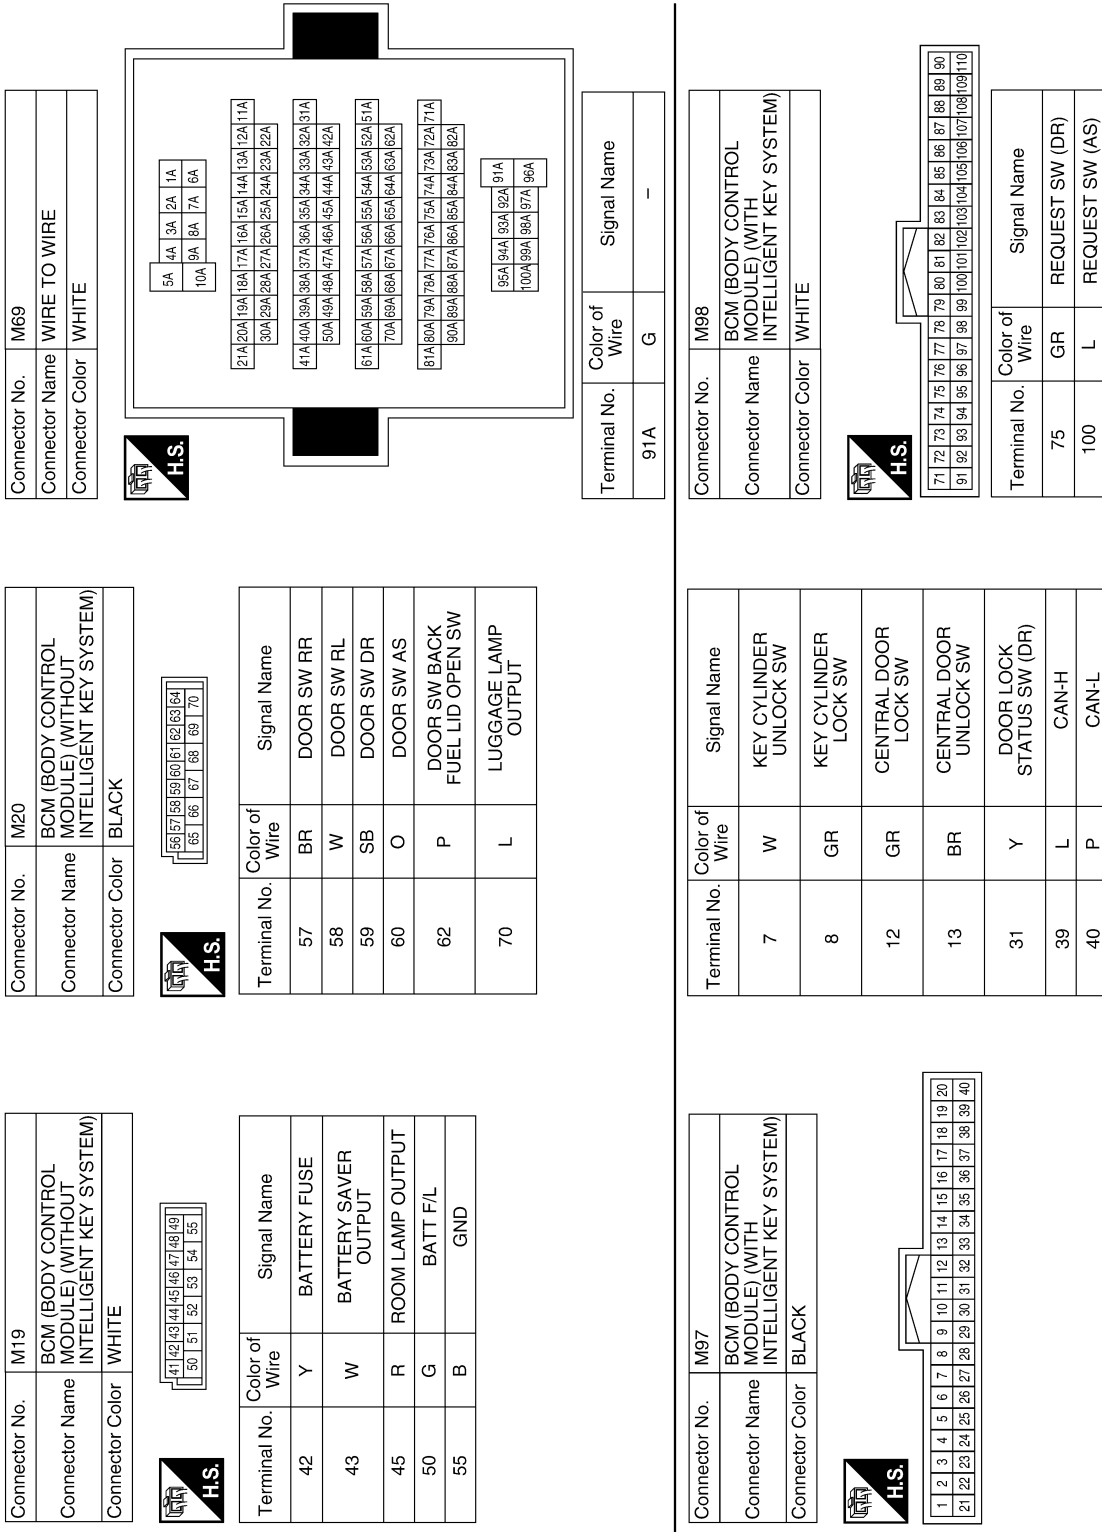 Connector No. M19
Connector Name BCM (BODY CONTROL
MODULE) (WITHOUT
INTELLIGENT KEY SYSTEM)
Connector Color WHITE
H.S.
41 42 43 44 45 46 47 48 49
50 51 52 53 54 55
Terminal No. Color of Wire Signal Name
42 Y BATTERY FUSE
43 W BATTERY SAVER
OUTPUT
45 R ROOM LAMP OUTPUT
50 G BATT F/L
55 B GND
Connector No. M20
Connector Name BCM (BODY CONTROL
MODULE) (WITHOUT
INTELLIGENT KEY SYSTEM)
Connector Color BLACK
H.S.
56 57 58 59 60 61 62 63 64
65 66 67 68 69 70
Terminal No. Color of Wire Signal Name
57 BR DOOR SW RR
58 W DOOR SW RL
59 SB DOOR SW DR
60 O DOOR SW AS
62 P DOOR SW BACK
FUEL LID OPEN SW
70 L LUGGAGE LAMP
OUTPUT
Connector No. M69
Connector Name WIRE TO WIRE
Connector Color WHITE
H.S.
5A 4A 3A 2A 1A
10A 9A 8A 7A 6A
21A 20A 19A 18A 17A 16A 15A 14A 13A 12A 11A
30A 29A 28A 27A 26A 25A 24A 23A 22A
41A 40A 39A 38A 37A 36A 35A 34A 33A 32A 31A
50A 49A 48A 47A 46A 45A 44A 43A 42A
61A 60A 59A 58A 57A 56A 55A 54A 53A 52A 51A
70A 69A 68A 67A 66A 65A 64A 63A 62A
81A 80A 79A 78A 77A 76A 75A 74A 73A 72A 71A
90A 89A 88A 87A 86A 85A 84A 83A 82A
95A 94A 93A 92A 91A
100A 99A 98A 97A 96A
Terminal No. Color of Wire Signal Name
91A G –
Connector No. M97
Connector Name BCM (BODY CONTROL
MODULE) (WITH
INTELLIGENT KEY SYSTEM)
Connector Color BLACK
H.S.
1 2 3 4 5 6 7 8 9 10 11 12 13 14 15 16 17 18 19 20
21 22 23 24 25 26 27 28 29 30 31 32 33 34 35 36 37 38 39 40
Terminal No. Color of Wire Signal Name
7 W KEY CYLINDER
UNLOCK SW
8 GR KEY CYLINDER
LOCK SW
12 GR CENTRAL DOOR
LOCK SW
13 BR CENTRAL DOOR
UNLOCK SW
31 Y DOOR LOCK
STATUS SW (DR)
39 L CAN-H
40 P CAN-L
Connector No. M98
Connector Name BCM (BODY CONTROL
MODULE) (WITH
INTELLIGENT KEY SYSTEM)
Connector Color WHITE
H.S.
71 72 73 74 75 76 77 78 79 80 81 82 83 84 85 86 87 88 89 90
91 92 93 94 95 96 97 98 99 100 101 102 103 104 105 106 107 108 109 110
Terminal No. Color of Wire Signal Name
75 GR REQUEST SW (DR)
100 L REQUEST SW (AS)